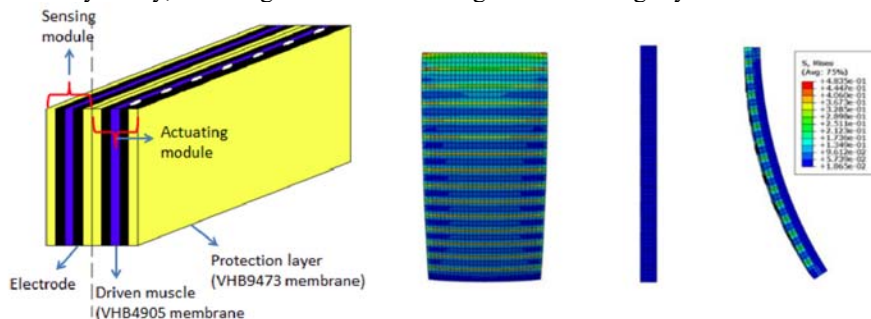 Sensing
module
Actuating
module
Electrode
Driven muscle
(VHB4905 membrane
Protection layer
(VHB9473 membrane)
S, Mises
(Avg: 75%)
+4.835e-01
+4.447e-01
+4.060e-01
+3.673e-01
+3.285e-01
+2.898e-01
+2.511e-01
+2.123e-01
+1.736e-01
+1.349e-01
+9.612e-02
+5.739e-02
+1.865e-02